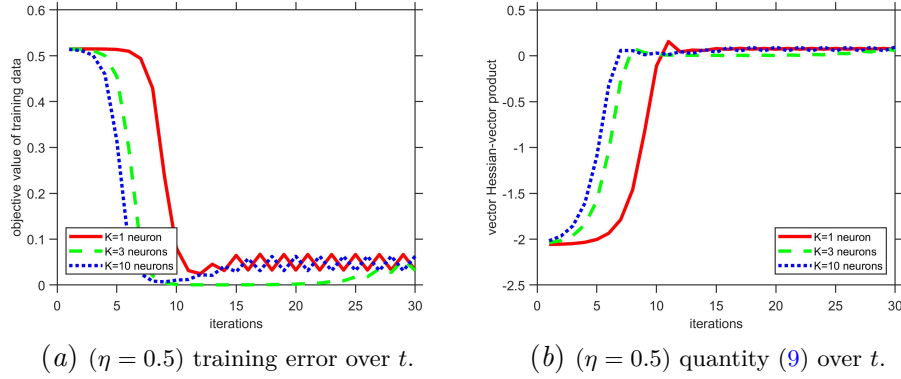 0.6
0.5
0.4
0.3
0.2
0.1
0
objective value of training data
K=1 neuron
K=3 neurons
K=10 neurons
0 5 10 15 20 25 30
iterations
(a) (η = 0.5) training error over t.
0.5
0
-0.5
-1
-1.5
-2
-2.5
vector Hessian-vector product
K=1 neuron
K=3 neurons
K=10 neurons
0 5 10 15 20 25 30
iterations
(b) (η = 0.5) quantity (9) over t.